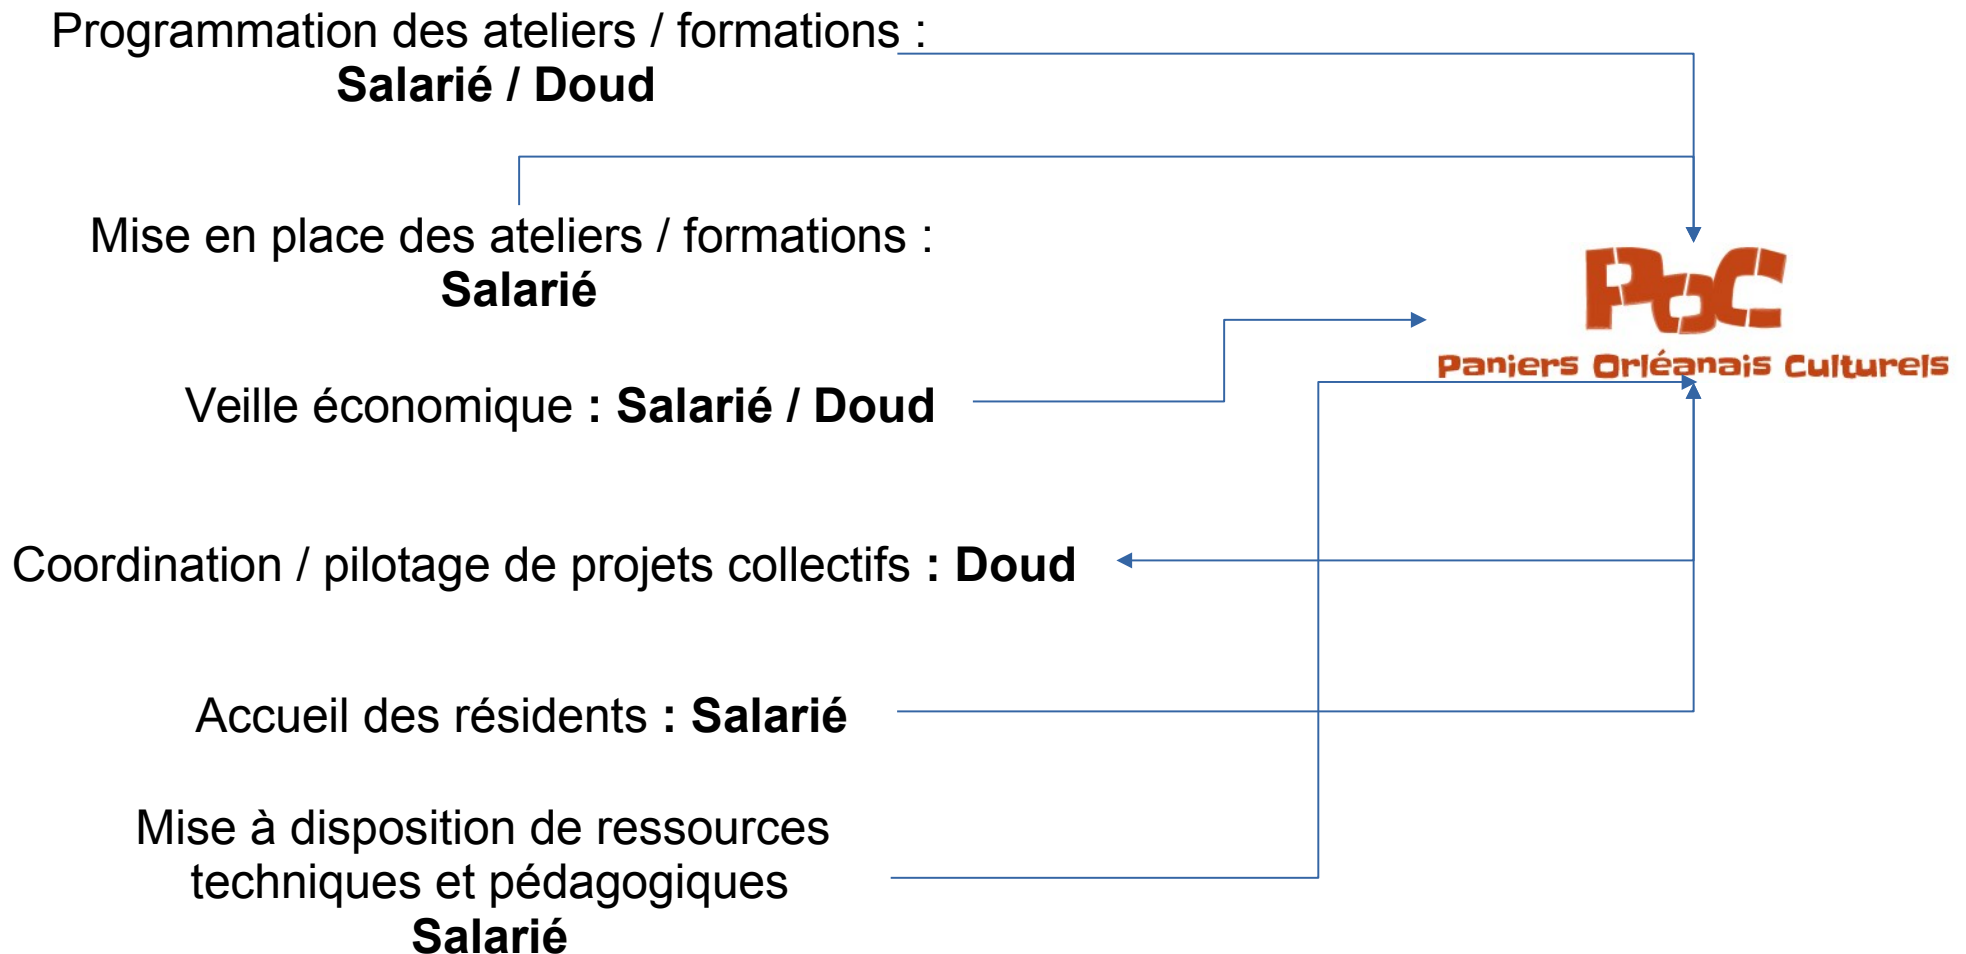 Programmation des ateliers / formations :
Salarié / Doud
Mise en place des ateliers / formations :
Salarié
PoC
Paniers Orléanais Culturels
Veille économique : Salarié / Doud
Coordination / pilotage de projets collectifs : Doud
Accueil des résidents : Salarié
Mise à disposition de ressources
techniques et pédagogiques
Salarié